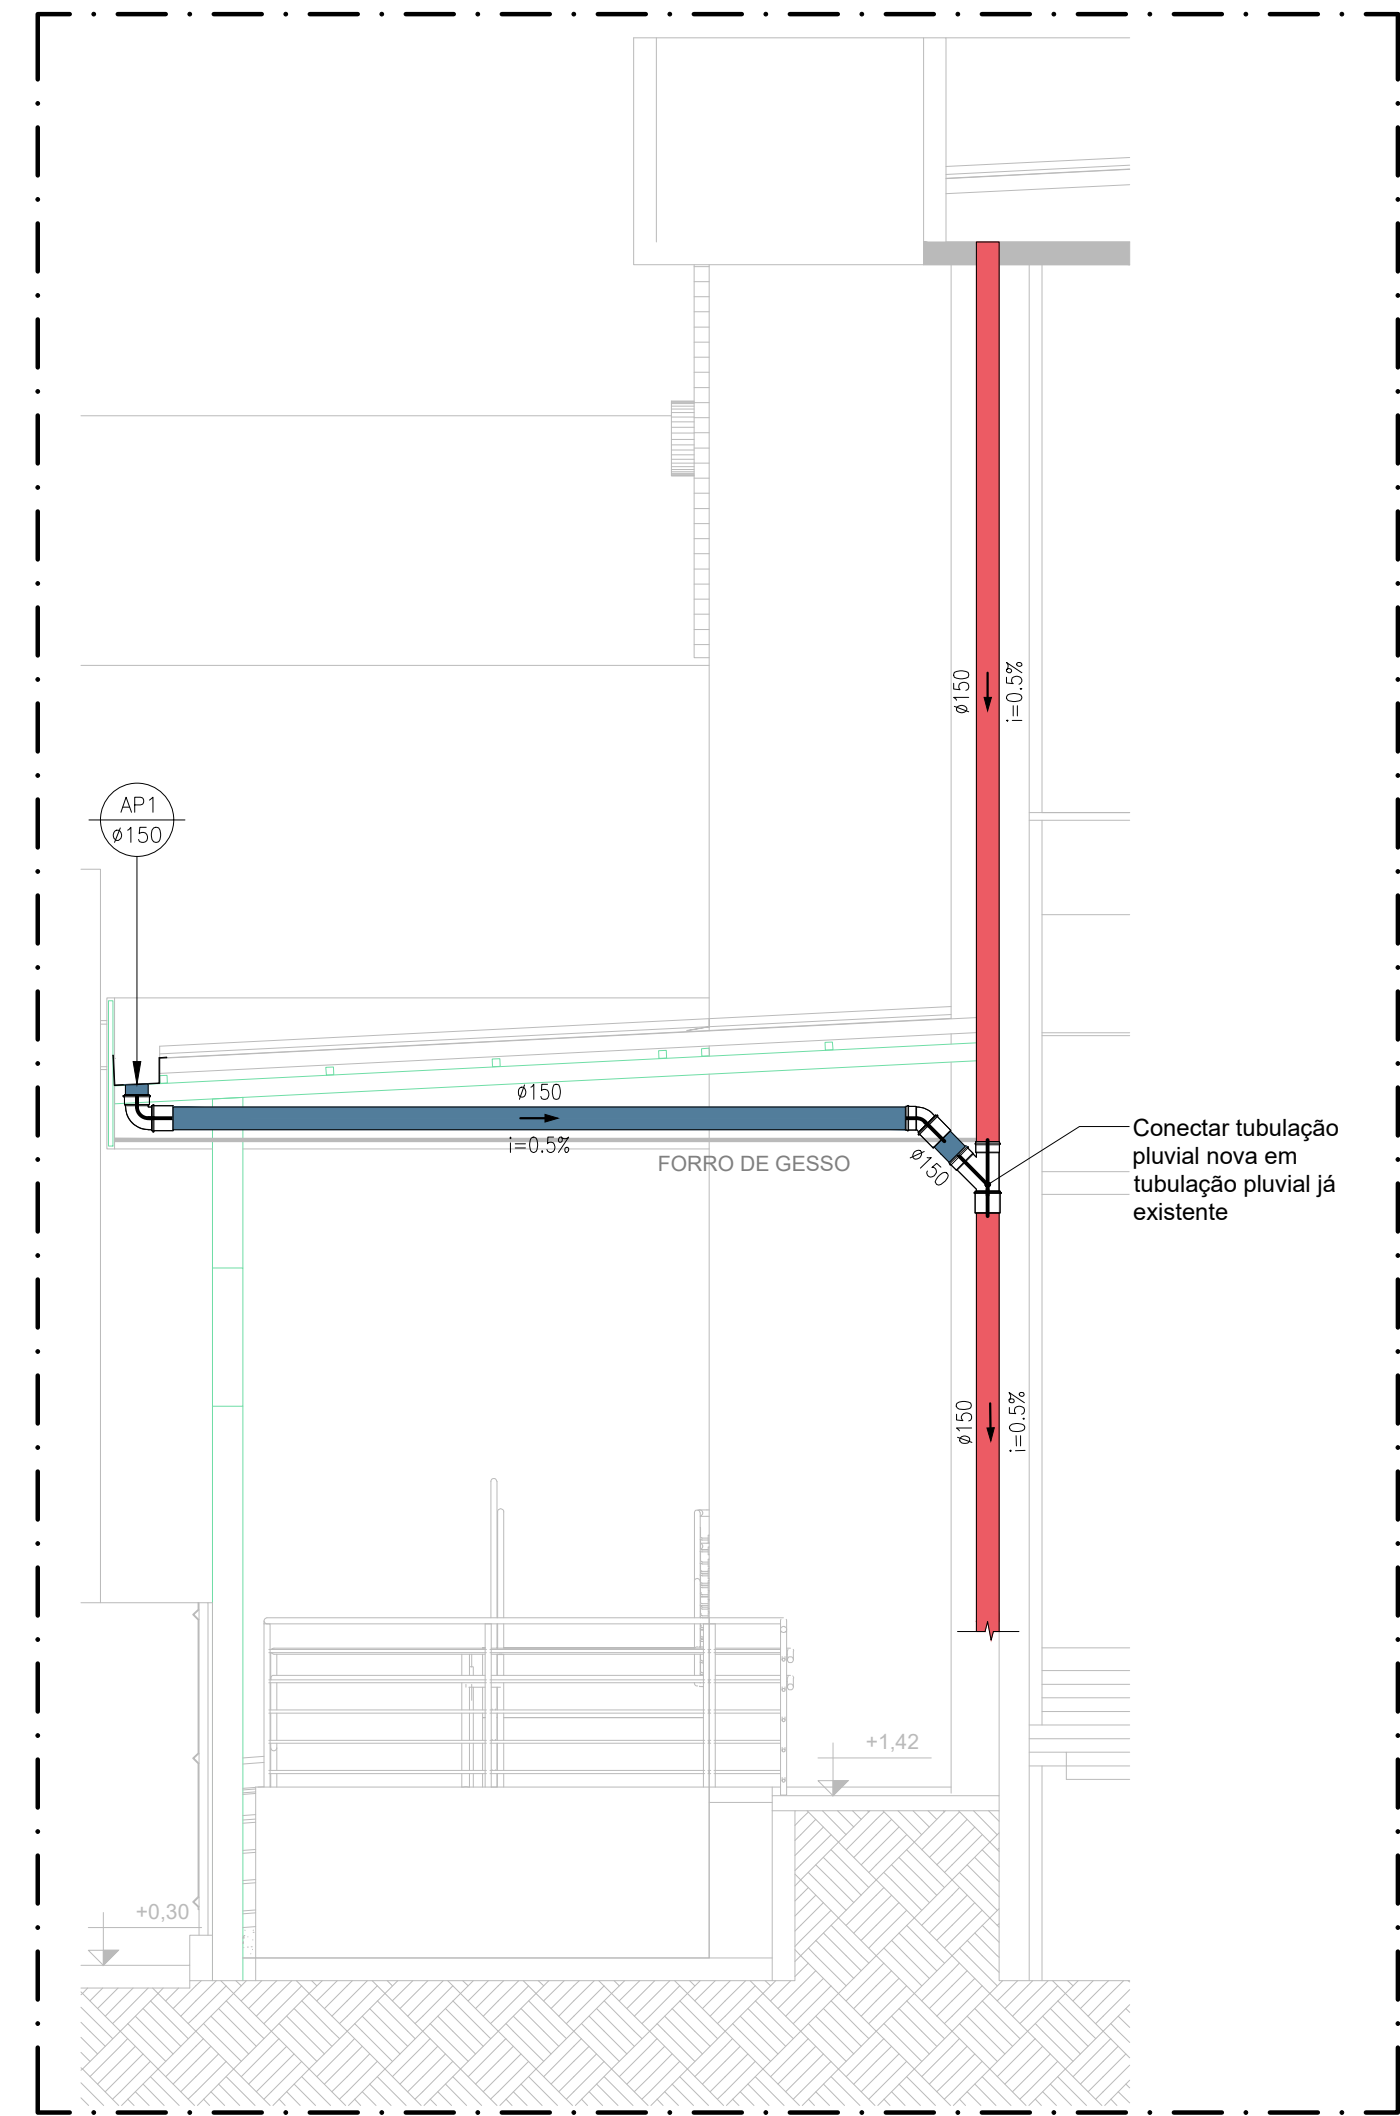 ø150
i=0.5%
AP1
ø150
ø150
i=0.5%
FORRO DE GESSO
ø150
Conectar tubulação
pluvial nova em
tubulação pluvial já
existente
ø150
i=0.5%
+1,42
+0,30